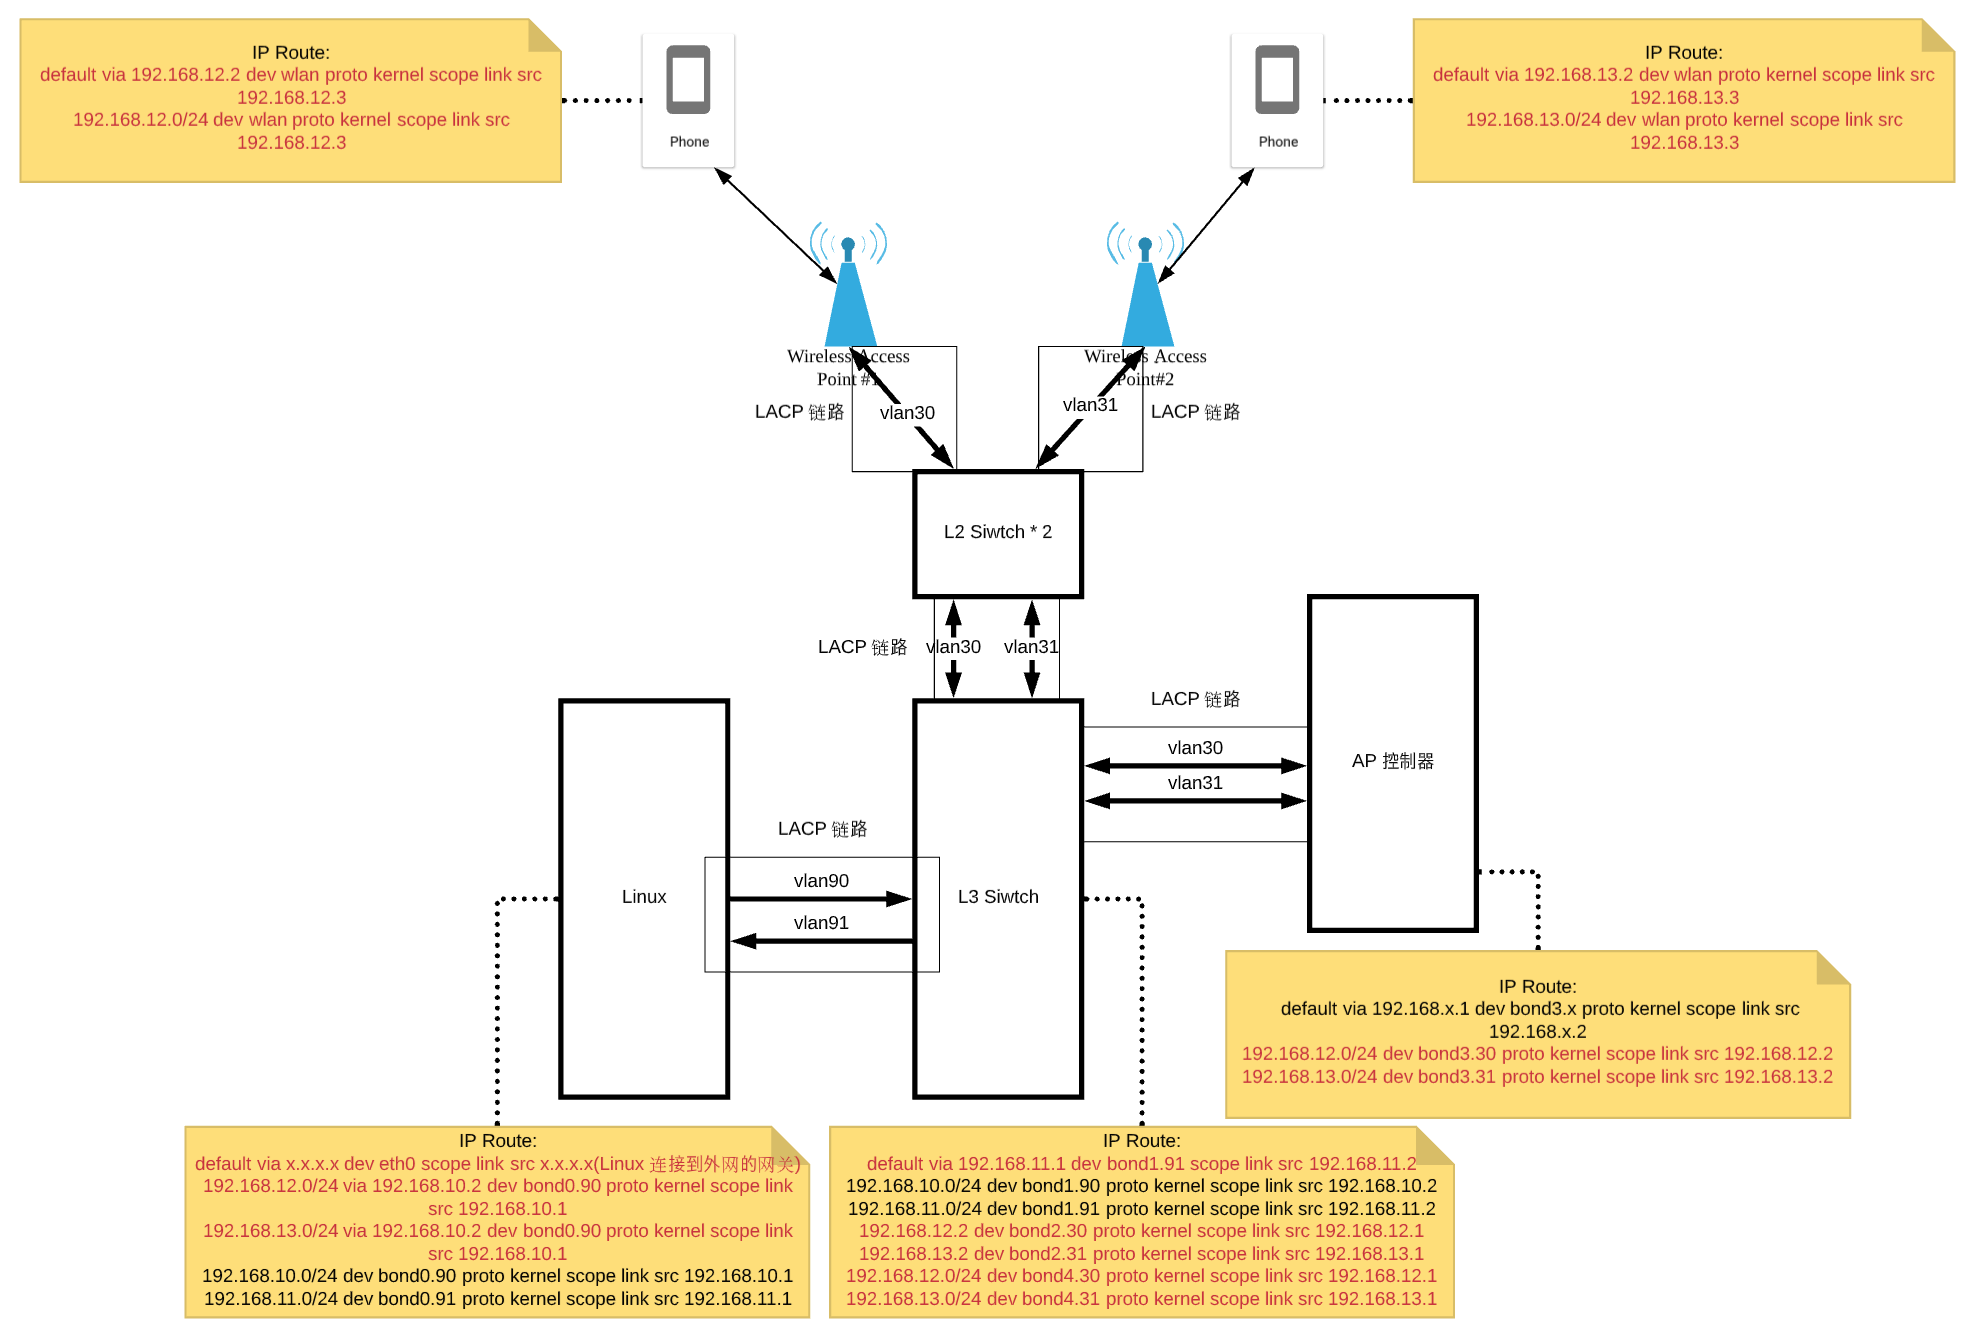 IP Route:
default via 192.168.12.2 dev wlan proto kernel scope link src
192.168.12.3
192.168.12.0/24 dev wlan proto kernel scope link src
192.168.12.3
Phone
Phone
IP Route:
default via 192.168.13.2 dev wlan proto kernel scope link src
192.168.13.3
192.168.13.0/24 dev wlan proto kernel scope link src
192.168.13.3
Wireless Access
Point #1
Wireless Access
Point#2
LACP 链路
vlan30
vlan31
LACP 链路
L2 Siwtch * 2
LACP 链路
vlan30
vlan31
LACP 链路
vlan30
vlan31
AP 控制器
LACP 链路
vlan90
vlan91
Linux
L3 Siwtch
IP Route:
default via 192.168.x.1 dev bond3.x proto kernel scope link src
192.168.x.2
192.168.12.0/24 dev bond3.30 proto kernel scope link src 192.168.12.2
192.168.13.0/24 dev bond3.31 proto kernel scope link src 192.168.13.2
IP Route:
default via x.x.x.x dev eth0 scope link src x.x.x.x(Linux 连接到外网的网关)
192.168.12.0/24 via 192.168.10.2 dev bond0.90 proto kernel scope link
src 192.168.10.1
192.168.13.0/24 via 192.168.10.2 dev bond0.90 proto kernel scope link
src 192.168.10.1
192.168.10.0/24 dev bond0.90 proto kernel scope link src 192.168.10.1
192.168.11.0/24 dev bond0.91 proto kernel scope link src 192.168.11.1
IP Route:
default via 192.168.11.1 dev bond1.91 scope link src 192.168.11.2
192.168.10.0/24 dev bond1.90 proto kernel scope link src 192.168.10.2
192.168.11.0/24 dev bond1.91 proto kernel scope link src 192.168.11.2
192.168.12.2 dev bond2.30 proto kernel scope link src 192.168.12.1
192.168.13.2 dev bond2.31 proto kernel scope link src 192.168.13.1
192.168.12.0/24 dev bond4.30 proto kernel scope link src 192.168.12.1
192.168.13.0/24 dev bond4.31 proto kernel scope link src 192.168.13.1